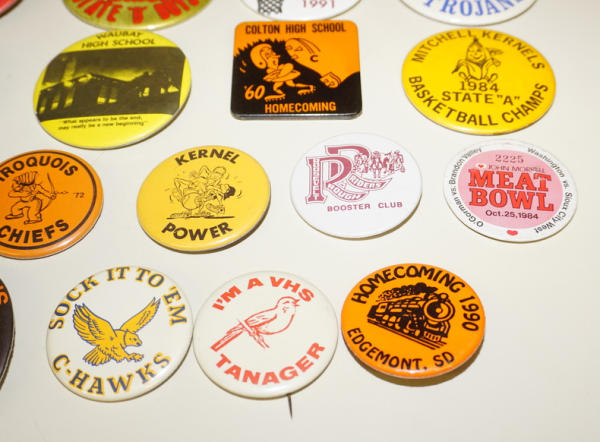 1991
TROJANS
WAUBAY
HIGH SCHOOL
"What appears to be the end,
may really be a new beginning"
COLTON HIGH SCHOOL
C
'60
HOMECOMING
MITCHELL KERNELS
1984
STATE "A"
BASKETBALL CHAMPS
IROQUOIS
'72
CHIEFS
KERNEL
POWER
BOOSTER CLUB
O'Gorman vs. Brandon Valley
Washington vs. Sioux City West
2225
JOHN MORRELL
MEAT
BOWL
Oct. 25, 1984
SOCK IT TO 'EM
C-HAWKS
I'M A VHS
TANAGER
HOMECOMING 1990
EDGEMONT, SD